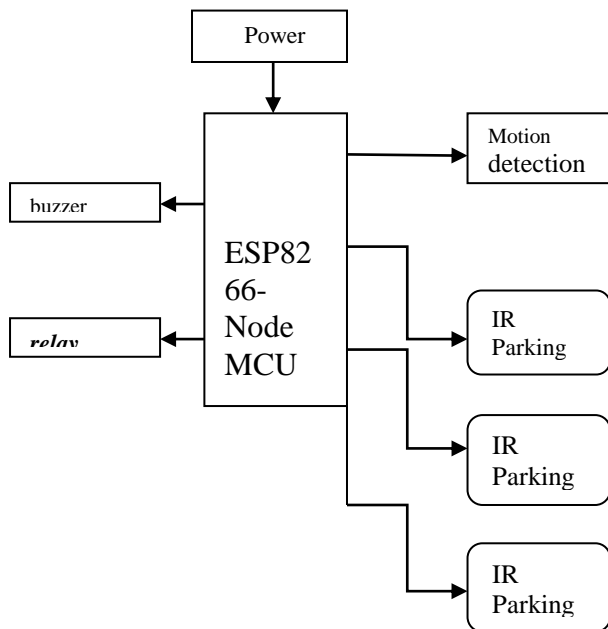 Power
Motion
detection
buzzer
ESP82
66-
Node
MCU
relay
IR
Parking
IR
Parking
IR
Parking